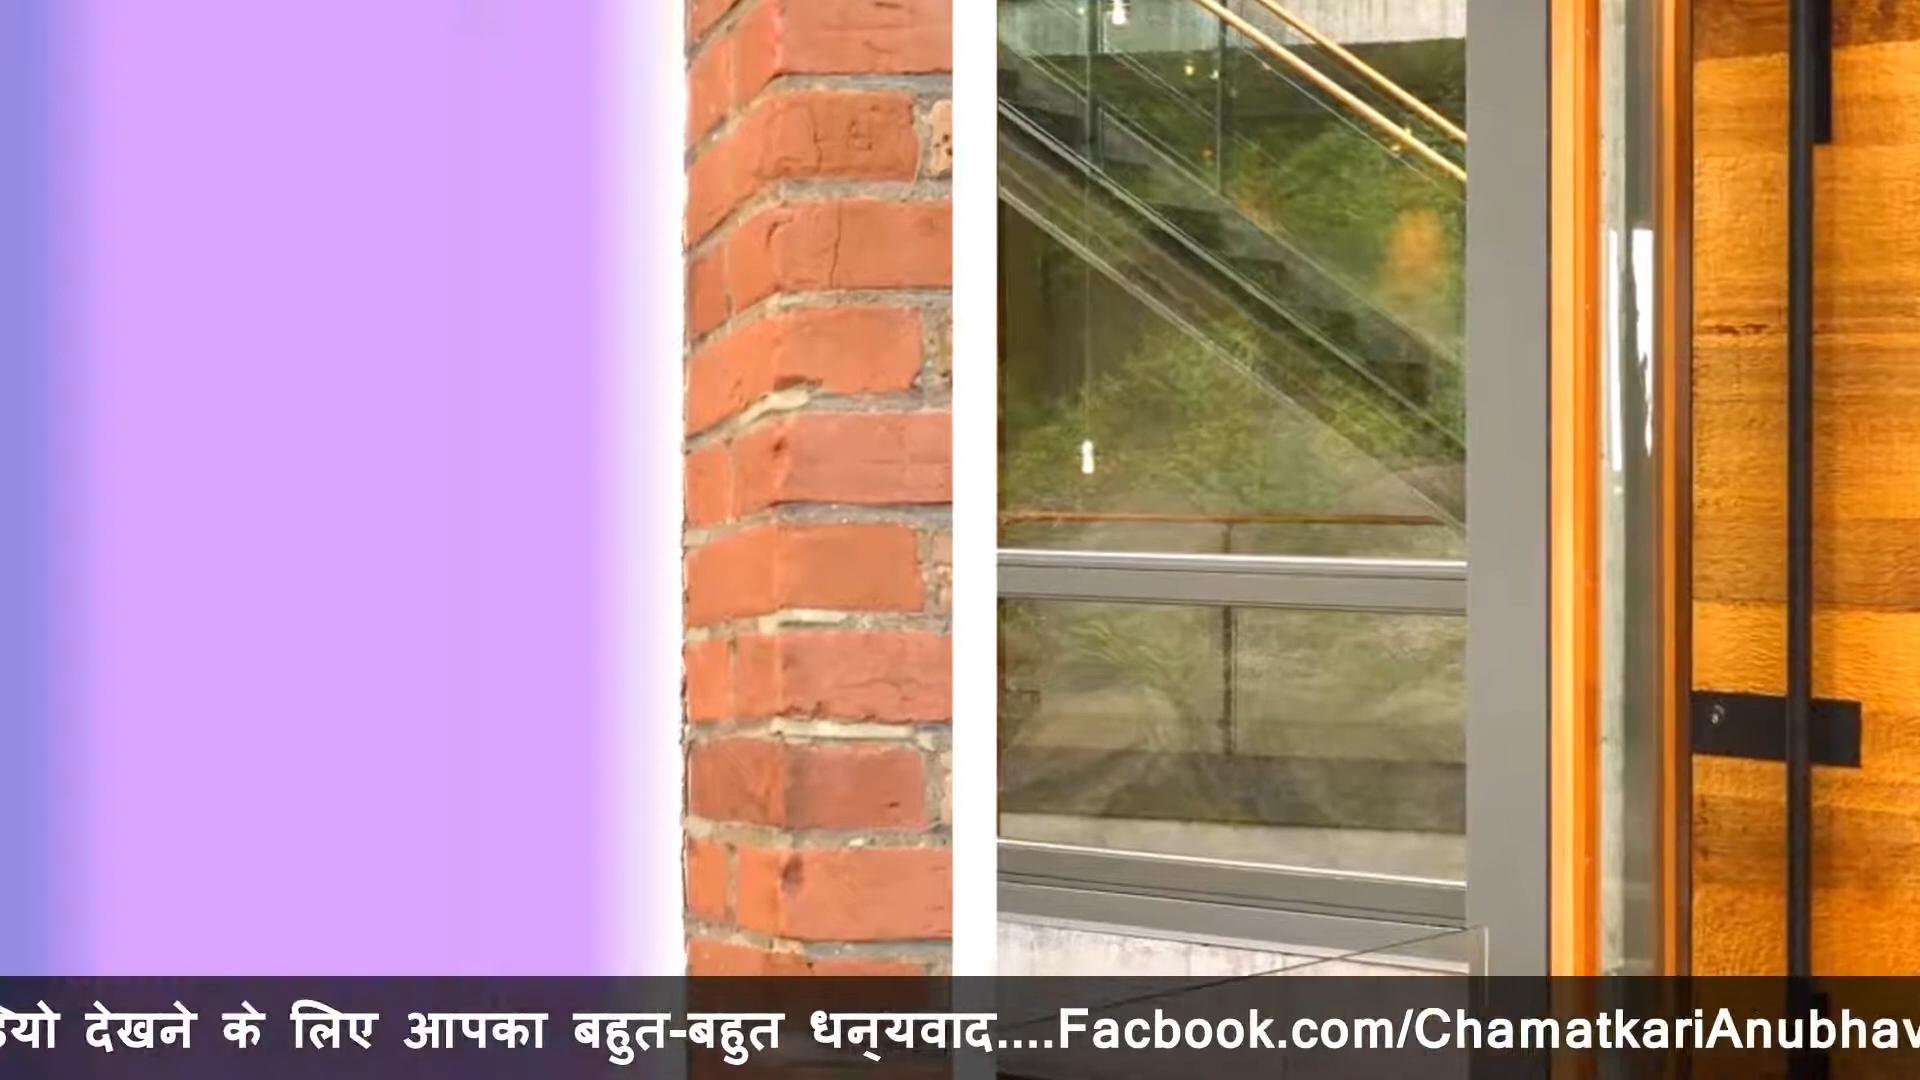 डियो देखने के लिए आपका बहुत-बहुत धन्‌यवाद....Facbook.com/ChamatkariAnubhav